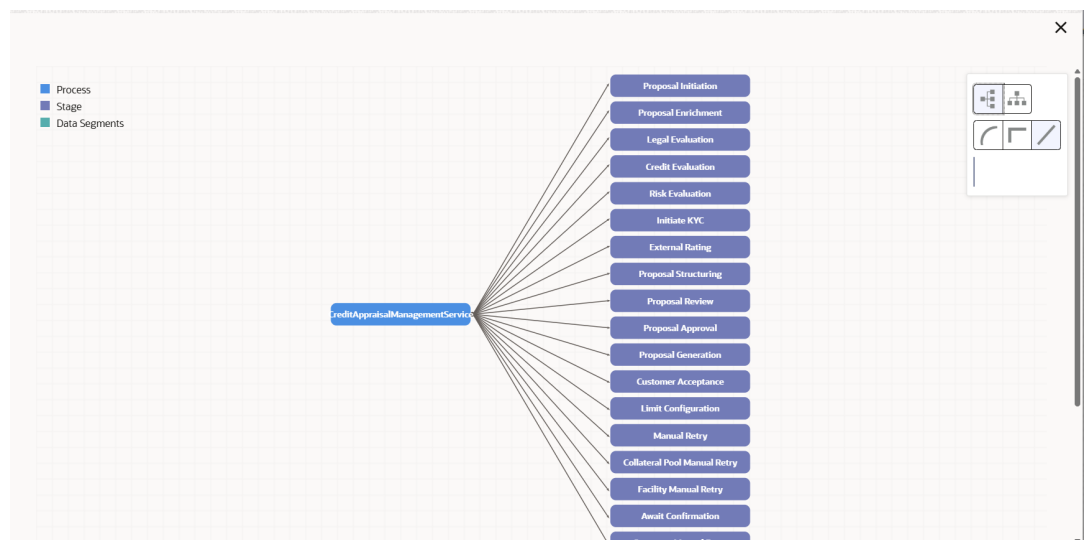 Process
Stage
Data Segments
Proposal Initiation
Proposal Enrichment
Legal Evaluation
Credit Evaluation
Risk Evaluation
Initiate KYC
External Rating
Proposal Structuring
CreditAppraisalManagementService
Proposal Review
Proposal Approval
Proposal Generation
Customer Acceptance
Limit Configuration
Manual Retry
Collateral Pool Manual Retry
Facility Manual Retry
Await Confirmation